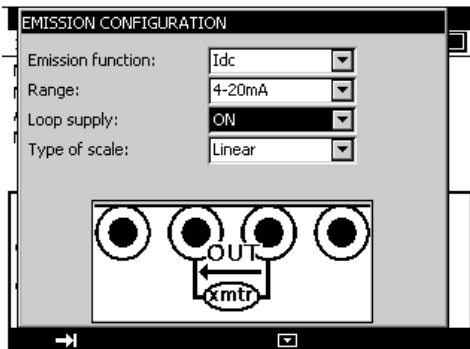 EMISSION CONFIGURATION
Emission function: Idc
Range: 4-20mA
Loop supply: ON
Type of scale: Linear
OUT
xmtr